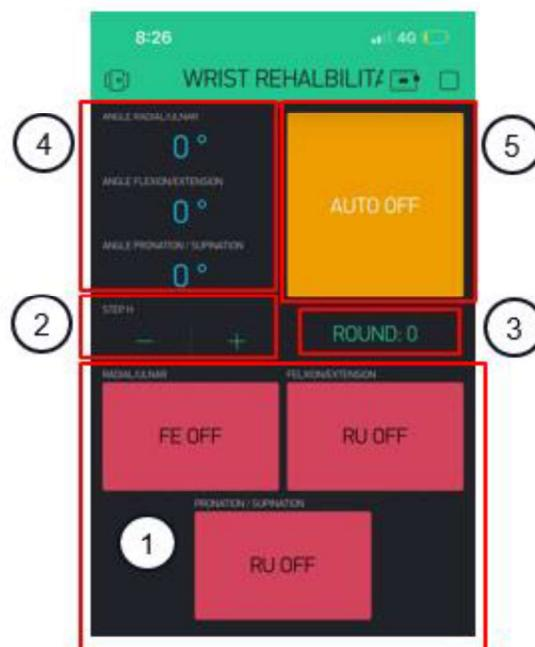 8:26
4G
WRIST REHALBILITA
4
ANGLE RADIAL/ULNAR
0 °
ANGLE FLEXION/EXTENSION
0 °
ANGLE PRONATION / SUPINATION
0 °
AUTO OFF
5
2
STEP H
− +
ROUND: 0
3
RADIAL/ULNAR
FELXION/EXTENSION
FE OFF
RU OFF
PRONATION / SUPINATION
1
RU OFF